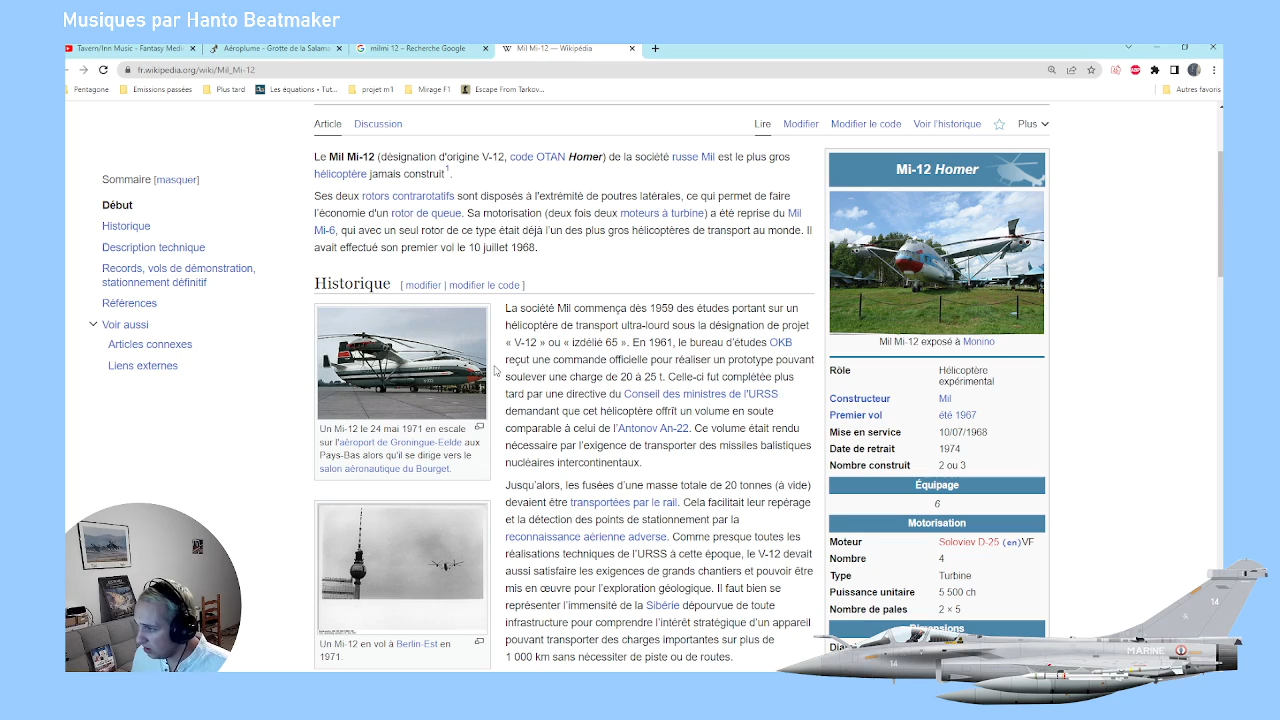 Musiques par Hanto Beatmaker
Tavern/Inn Music - Fantasy Medi
Aéroplume - Grotte de la Salama
milmi 12 – Recherche Google
Mil Mi-12 — Wikipédia
fr.wikipedia.org/wiki/Mil_Mi-12
Pentagone
Emissions passées
Plus tard
Les équations • Tut...
projet m1
Mirage F1
Escape From Tarkov...
Autres favoris
Article
Discussion
Lire
Modifier
Modifier le code
Voir l'historique
Plus
Sommaire [masquer]
Début
Historique
Description technique
Records, vols de démonstration,
stationnement définitif
Références
Voir aussi
Articles connexes
Liens externes
Le Mil Mi-12 (désignation d'origine V-12, code OTAN Homer) de la société russe Mil est le plus gros
hélicoptère jamais construit1.
Ses deux rotors contrarotatifs sont disposés à l'extrémité de poutres latérales, ce qui permet de faire
l'économie d'un rotor de queue. Sa motorisation (deux fois deux moteurs à turbine) a été reprise du Mil
Mi-6, qui avec un seul rotor de ce type était déjà l'un des plus gros hélicoptères de transport au monde. Il
avait effectué son premier vol le 10 juillet 1968.
Historique [ modifier | modifier le code ]
Un Mi-12 le 24 mai 1971 en escale
sur l'aéroport de Groningue-Eelde aux
Pays-Bas alors qu'il se dirige vers le
salon aéronautique du Bourget.
Un Mi-12 en vol à Berlin-Est en
1971.
La société Mil commença dès 1959 des études portant sur un
hélicoptère de transport ultra-lourd sous la désignation de projet
« V-12 » ou « izdélié 65 ». En 1961, le bureau d'études OKB
reçut une commande officielle pour réaliser un prototype pouvant
soulever une charge de 20 à 25 t. Celle-ci fut complétée plus
tard par une directive du Conseil des ministres de l'URSS
demandant que cet hélicoptère offrît un volume en soute
comparable à celui de l'Antonov An-22. Ce volume était rendu
nécessaire par l'exigence de transporter des missiles balistiques
nucléaires intercontinentaux.
Jusqu'alors, les fusées d'une masse totale de 20 tonnes (à vide)
devaient être transportées par le rail. Cela facilitait leur repérage
et la détection des points de stationnement par la
reconnaissance aérienne adverse. Comme presque toutes les
réalisations techniques de l'URSS à cette époque, le V-12 devait
aussi satisfaire les exigences de grands chantiers et pouvoir être
mis en œuvre pour l'exploration géologique. Il faut bien se
représenter l'immensité de la Sibérie dépourvue de toute
infrastructure pour comprendre l'intérêt stratégique d'un appareil
pouvant transporter des charges importantes sur plus de
1 000 km sans nécessiter de piste ou de routes.
Mi-12 Homer
Mil Mi-12 exposé à Monino
Rôle Hélicoptère
expérimental
Constructeur Mil
Premier vol été 1967
Mise en service 10/07/1968
Date de retrait 1974
Nombre construit 2 ou 3
Équipage
6
Motorisation
Moteur Soloviev D-25 (en)VF
Nombre 4
Type Turbine
Puissance unitaire 5 500 ch
Nombre de pales 2 × 5
Dimensions
14
MARINE
14